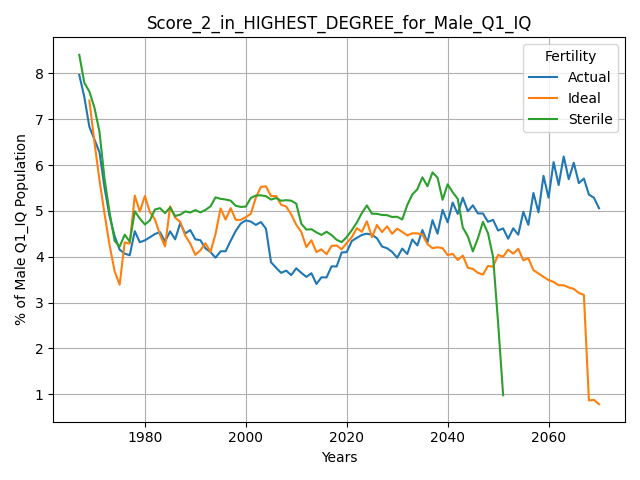 Score_2_in_HIGHEST_DEGREE_for_Male_Q1_IQ
Fertility
Actual
Ideal
Sterile
% of Male Q1_IQ Population
8
7
6
5
4
3
2
1
1980
2000
2020
2040
2060
Years